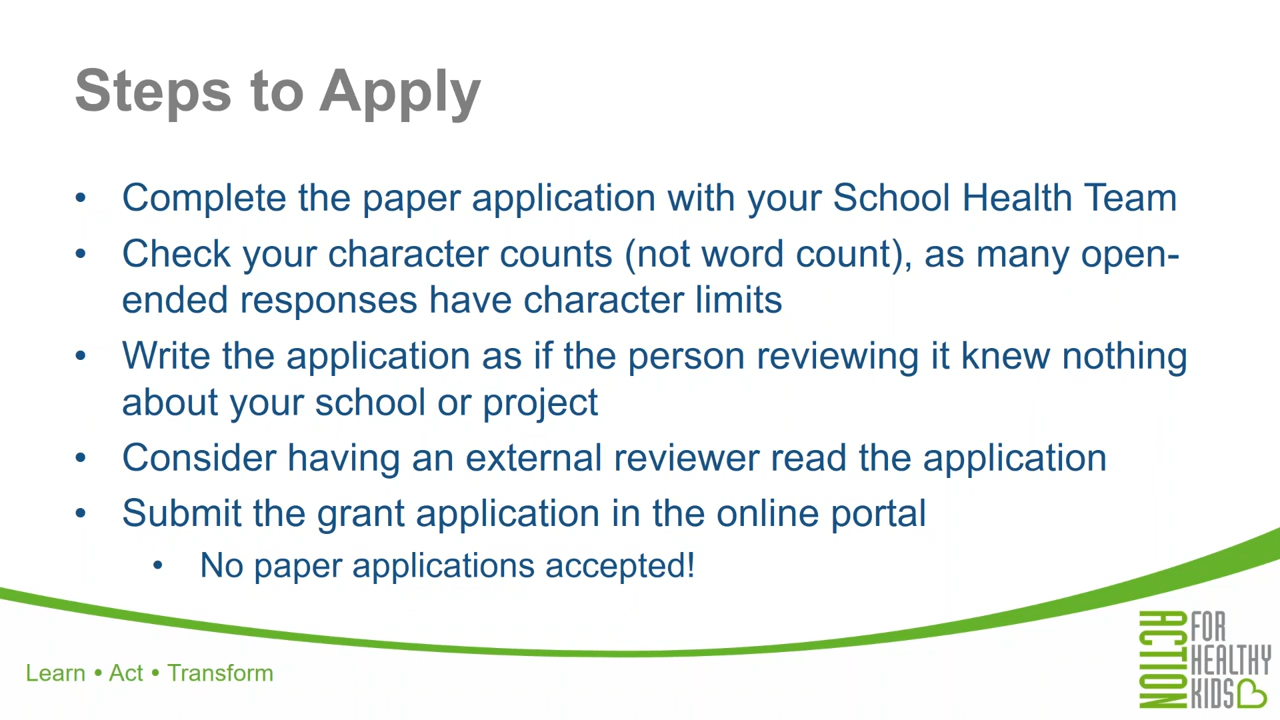 Steps to Apply
• Complete the paper application with your School Health Team
• Check your character counts (not word count), as many open-
ended responses have character limits
• Write the application as if the person reviewing it knew nothing
about your school or project
• Consider having an external reviewer read the application
• Submit the grant application in the online portal
• No paper applications accepted!
Learn • Act • Transform
ACTION
FOR
HEALTHY
KIDS